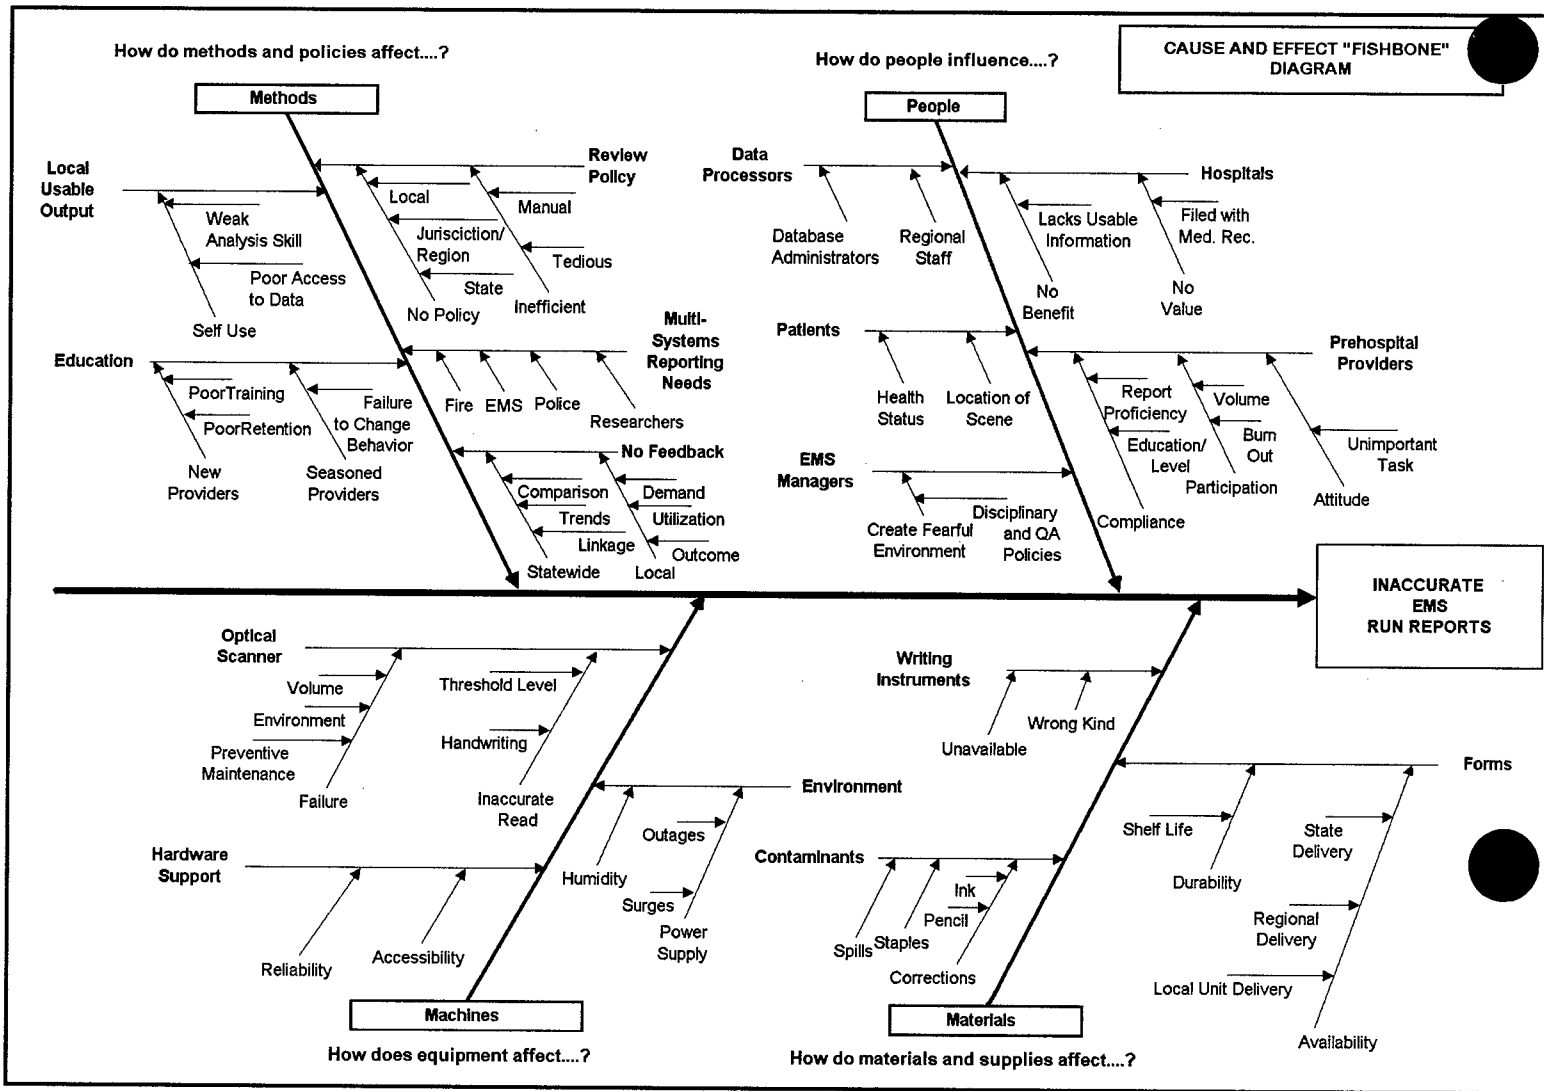 How do methods and policies affect....?
How do people influence....?
CAUSE AND EFFECT "FISHBONE"
DIAGRAM
Methods
People
Local
Usable
Output
Weak
Analysis Skill
Poor Access
to Data
Self Use
Review
Policy
Local
Jurisciction/
Region
State
No Policy
Manual
Tedious
Inefficient
Education
PoorTraining
PoorRetention
New
Providers
Failure
to Change
Behavior
Seasoned
Providers
Multi-
Systems
Reporting
Needs
Fire
EMS
Police
Researchers
No Feedback
Comparison
Trends
Linkage
Statewide
Demand
Utilization
Outcome
Local
Data
Processors
Database
Administrators
Regional
Staff
Hospitals
Lacks Usable
Information
No
Benefit
Filed with
Med. Rec.
No
Value
Patients
Health
Status
Location of
Scene
Prehospital
Providers
Report
Proficiency
Education/
Level
Compliance
Volume
Burn
Out
Participation
Unimportant
Task
Attitude
EMS
Managers
Create Fearful
Environment
Disciplinary
and QA
Policies
INACCURATE
EMS
RUN REPORTS
Optical
Scanner
Volume
Environment
Preventive
Maintenance
Failure
Threshold Level
Handwriting
Inaccurate
Read
Environment
Humidity
Outages
Surges
Power
Supply
Hardware
Support
Reliability
Accessibility
Machines
How does equipment affect....?
Writing
Instruments
Unavailable
Wrong Kind
Forms
Shelf Life
Durability
State
Delivery
Regional
Delivery
Local Unit Delivery
Availability
Contaminants
Spills
Staples
Ink
Pencil
Corrections
Materials
How do materials and supplies affect....?